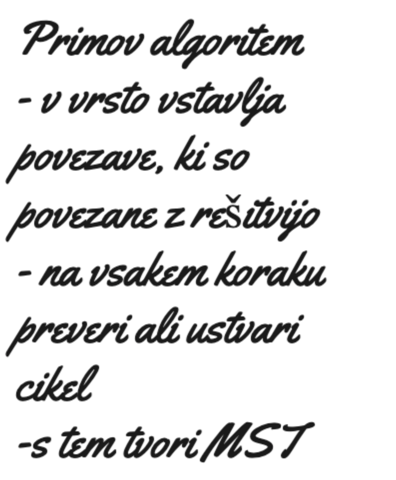 Primov algoritem
- v vrsto vstavlja
povezave, ki so
povezane z rešitvijo
- na vsakem koraku
preveri ali ustvari
cikel
-s tem tvori MST